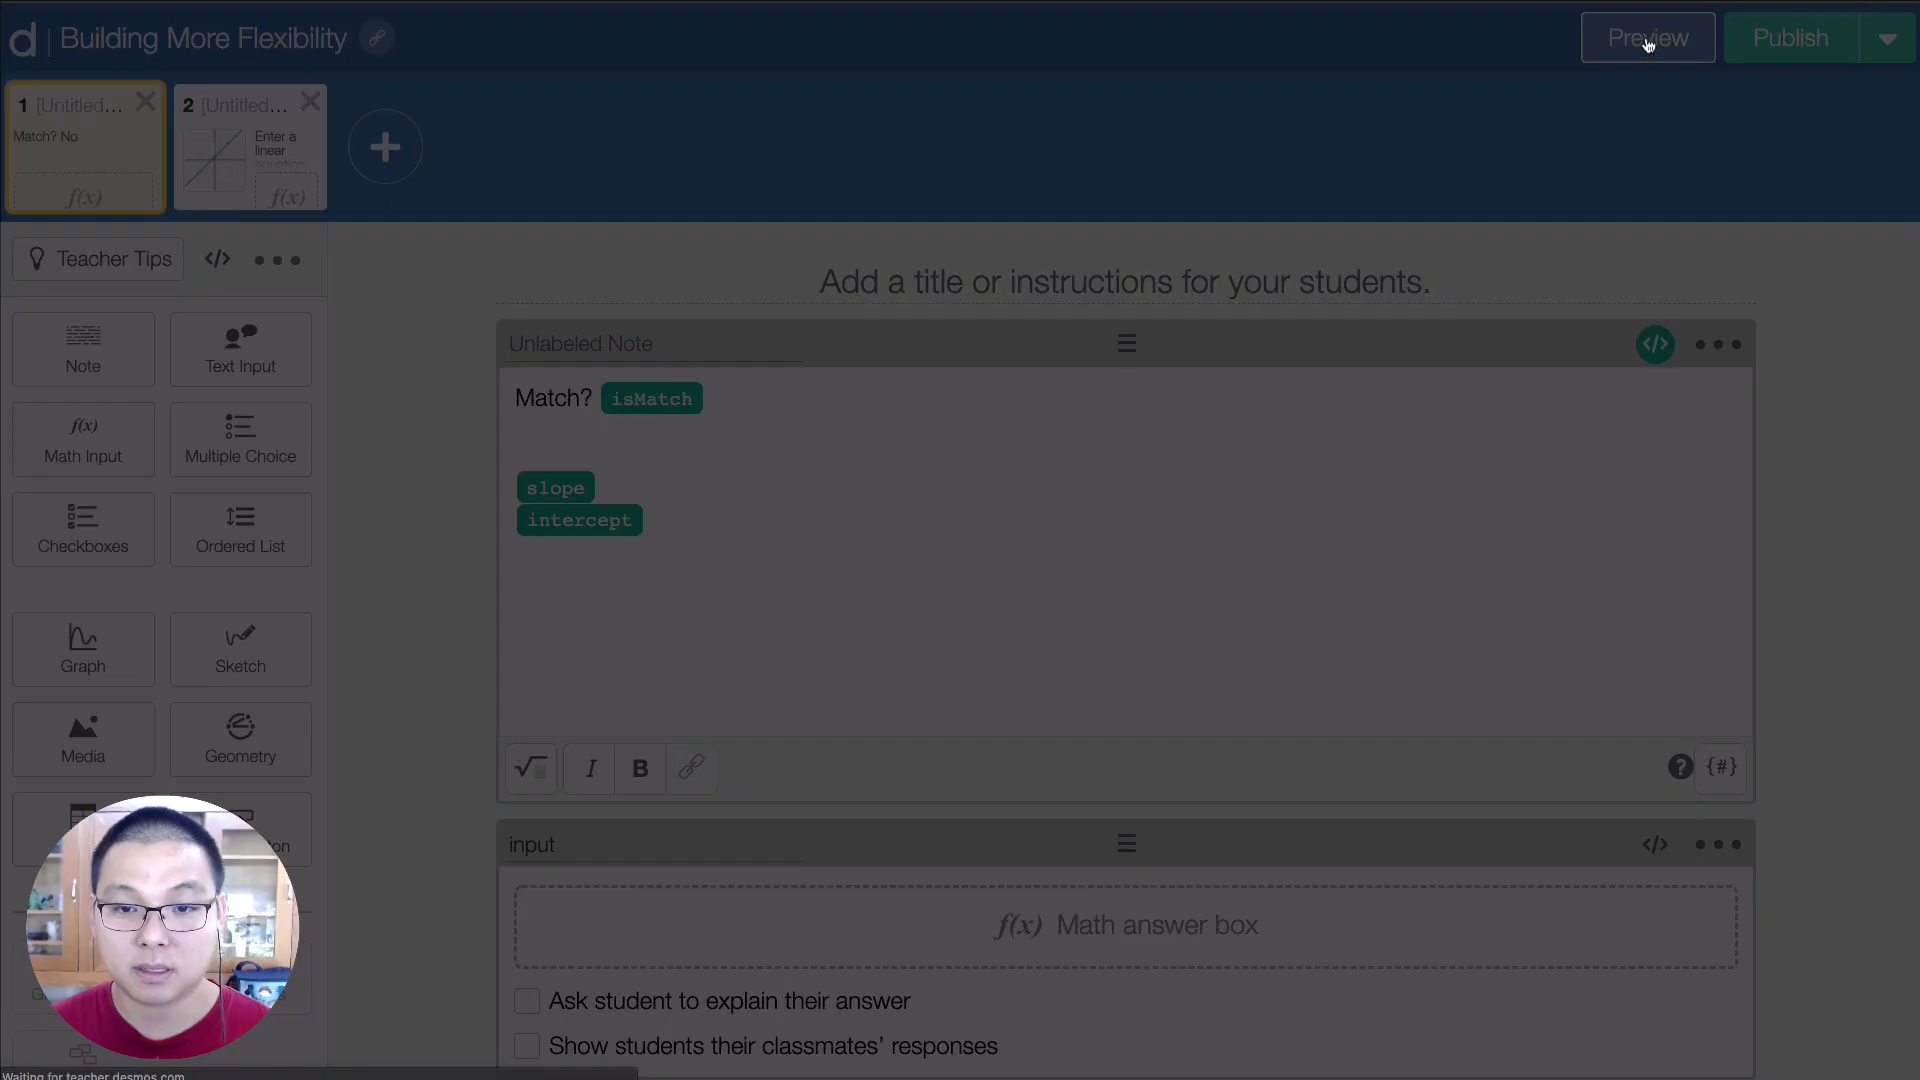 d | Building More Flexibility
Preview
Publish
1 [Untitled...
Match? No
f(x)
2 [Untitled...
Enter a
linear
equation
f(x)
Teacher Tips
</>
Add a title or instructions for your students.
Note
Text Input
f(x)
Math Input
Multiple Choice
Checkboxes
Ordered List
Graph
Sketch
Media
Geometry
Unlabeled Note
</>
Match? isMatch
slope
intercept
I
B
?
{#}
input
</>
f(x) Math answer box
Ask student to explain their answer
Show students their classmates' responses
Waiting for teacher.desmos.com